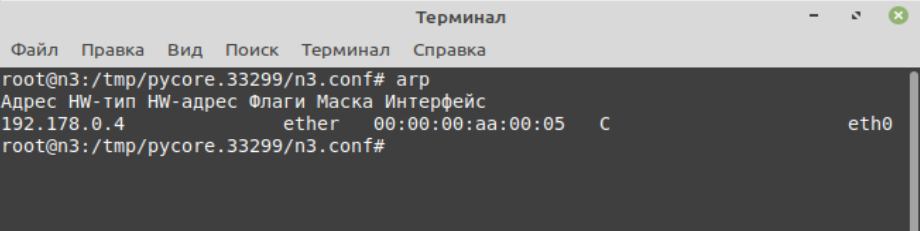 Терминал
Файл Правка Вид Поиск Терминал Справка
root@n3:/tmp/pycore.33299/n3.conf# arp
Адрес HW-тип HW-адрес Флаги Маска Интерфейс
192.178.0.4 ether 00:00:00:aa:00:05 C eth0
root@n3:/tmp/pycore.33299/n3.conf#